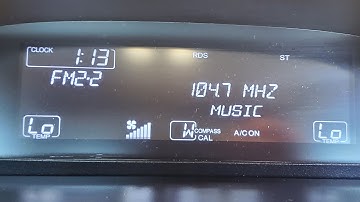 CLOCK 1:13 RDS ST
FM2-2 104.7 MHZ
MUSIC
Lo TEMP W COMPASS CAL A/C ON Lo TEMP